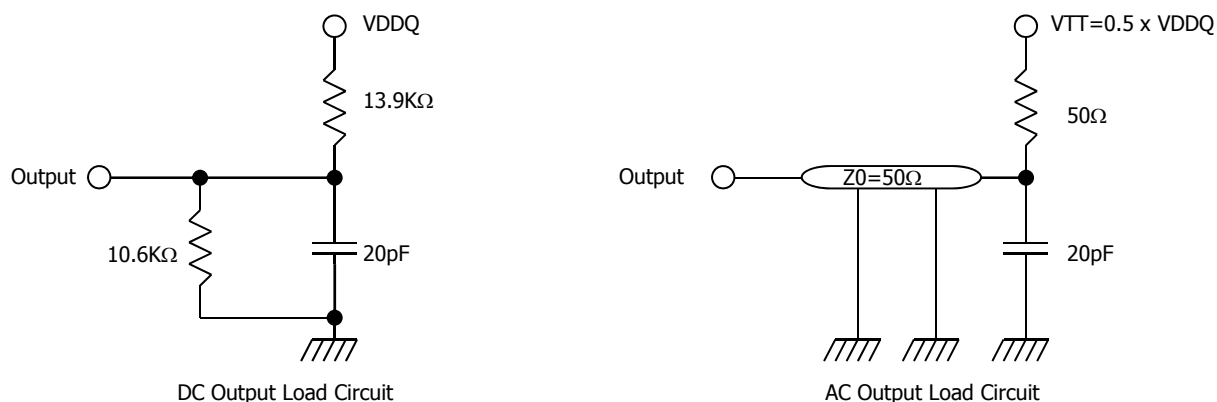 VDDQ
13.9KΩ
Output
10.6KΩ
20pF
DC Output Load Circuit
VTT=0.5 x VDDQ
50Ω
Output
Z0=50Ω
20pF
AC Output Load Circuit